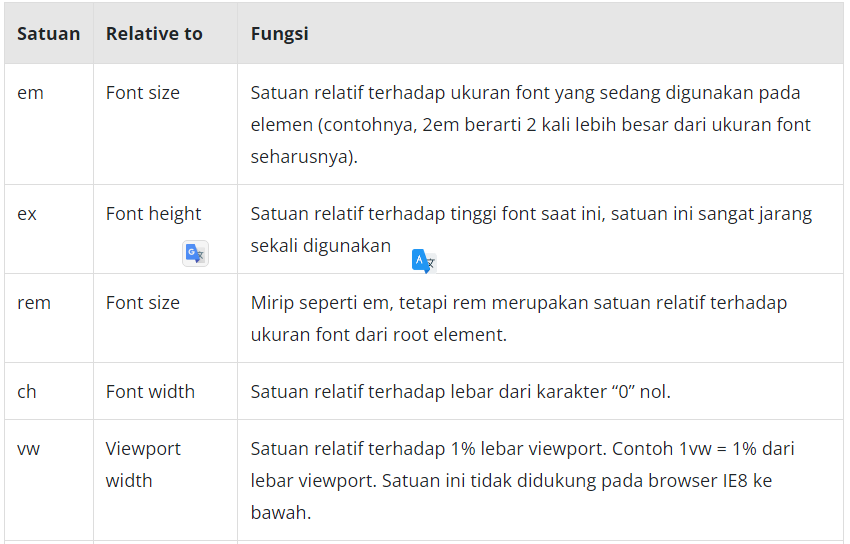 Satuan Relative to Fungsi
em Font size Satuan relatif terhadap ukuran font yang sedang digunakan pada
elemen (contohnya, 2em berarti 2 kali lebih besar dari ukuran font
seharusnya).
ex Font height Satuan relatif terhadap tinggi font saat ini, satuan ini sangat jarang
sekali digunakan
G 文
A 文
rem Font size Mirip seperti em, tetapi rem merupakan satuan relatif terhadap
ukuran font dari root element.
ch Font width Satuan relatif terhadap lebar dari karakter “0” nol.
vw Viewport Satuan relatif terhadap 1% lebar viewport. Contoh 1vw = 1% dari
width lebar viewport. Satuan ini tidak didukung pada browser IE8 ke
bawah.